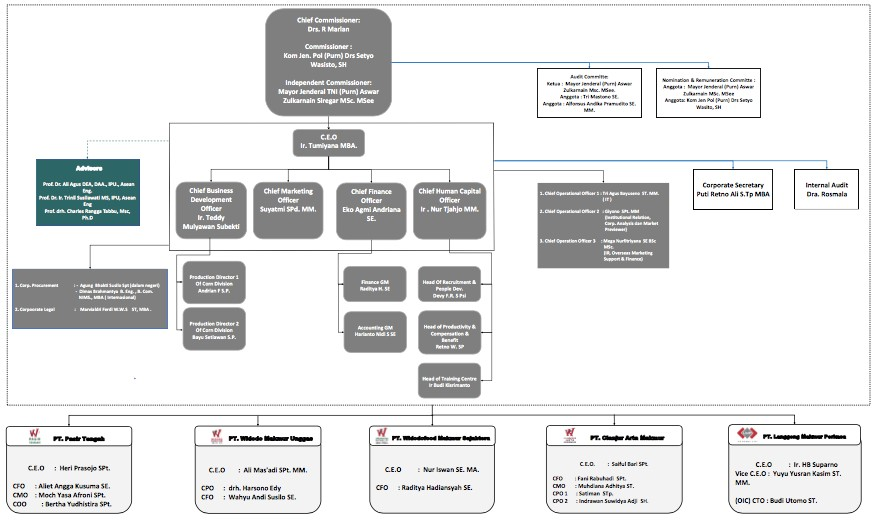 Chief Commissioner:
Drs. R Marlan
Commissioner :
Kom Jen. Pol (Purn) Drs Setyo
Wasisto, SH
Independent Commissioner:
Mayor Jenderal TNI (Purn) Aswar
Zulkarnain Siregar MSc. MSee
Audit Committe:
Ketua : Mayor Jenderal (Purn) Aswar
Zulkarnain Msc. MSee.
Anggota : Tri Mastono SE.
Anggota : Alfonsus Andika Pramudito SE.
MM.
Nomination & Remuneration Committe :
Anggota : Mayor Jenderal (Purn) Aswar
Zulkarnain MSc. MSee
Anggota: Kom Jen Pol (Purn) Drs Setyo
Wasito, SH
C.E.O
Ir. Tumiyana MBA.
Advisors
Prof. Dr. Ali Agus DEA, DAA., IPU., Asean
Eng.
Prof. Dr. Ir. Trinil Susilawati MS, IPU, Asean
Eng
Prof. drh. Charles Rangga Tabbu, Msc,
Ph.D
Chief Business
Development
Officer
Ir. Teddy
Mulyawan Subekti
Chief Marketing
Officer
Suyatmi SPd. MM.
Chief Finance
Officer
Eko Agmi Andriana
SE.
Chief Human Capital
Officer
Ir . Nur Tjahjo MM.
1. Chief Operational Officer 1 : Tri Agus Bayuseno ST. MM.
( IT )
2. Chief Operational Officer 2 : Illyono SPt. MM
(Institutional Relation,
Corp. Analysis dan Market
Previewer)
3. Chief Operation Officer 3 : Mega Nurfitriyana SE BSc
MSc.
(IR, Overseas Marketing
Support & Finance)
Corporate Secretary
Puti Retno Ali S.Tp MBA
Internal Audit
Dra. Rosmala
1. Corp. Procurement : - Agung Bhakti Susilo Spt (dalam negeri)
- Dimas Brahmantyo B. Eng. , B. Com.
MME., MBA ( Internasional)
2. Corporate Legal : Mandabhi Ferdi W.W.S ST, MBA .
Production Director 1
Of Corn Division
Andrian F S.P.
Production Director 2
Of Corn Division
Bayu Setiawan S.P.
Finance GM
Raditya H. SE
Accounting GM
Harianto Nidi S SE
Head Of Recruitment &
People Dev.
Devy F.R. S Psi
Head of Productivity &
Compensation &
Benefit
Retno W. SP
Head of Training Centre
Ir Budi Kisrimanto
PT. Pasir Tengah
C.E.O : Heri Prasojo SPt.
CFO : Aliet Angga Kusuma SE.
CMO : Moch Yasa Afroni SPt.
COO : Bertha Yudhistira SPt.
PT. Widodo Makmur Unggas
C.E.O : Ali Mas'adi SPt. MM.
CPO : drh. Harsono Edy
CFO : Wahyu Andi Susilo SE.
PT. Widodofood Makmur Sejahtera
C.E.O : Nur Iswan SE. MA.
CFO : Raditya Hadiansyah SE.
PT. Cianjur Arta Makmur
C.E.O. : Saiful Bari SPt.
CFO : Fani Rabuhadi SPt.
CMO : Muhdiana Adhitya ST.
CPO 1 : Satiman STp.
CPO 2 : Indrawan Suwidya Adji SH.
PT. Langgeng Makmur Perkasa
C.E.O : Ir. HB Suparno
Vice C.E.O : Yuyu Yusran Kasim ST.
MM.
(OIC) CTO : Budi Utomo ST.